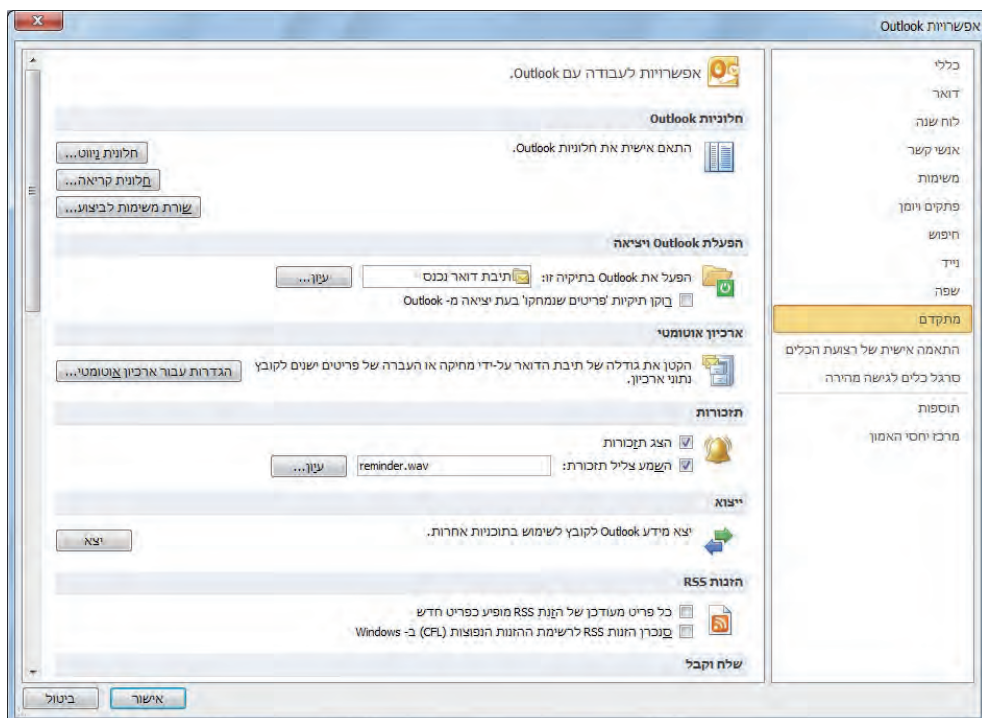 אפשרויות Outlook
כללי
דואר
לוח שנה
אנשי קשר
משימות
פתקים ויומן
חיפוש
נייד
שפה
מתקדם
התאמה אישית של רצועת הכלים
סרגל כלים לגישה מהירה
תוספות
מרכז יחסי האמון
אפשרויות לעבודה עם Outlook.
חלוניות Outlook
התאם אישית את חלוניות Outlook.
חלונית ניווט...
חלונית קריאה...
שורת משימות לביצוע...
הפעלת Outlook ויציאה
הפעל את Outlook בתיקיה זו: תיבת דואר נכנס עיון...
רוקן תיקיות 'פריטים שנמחקו' בעת יציאה מ- Outlook
ארכיון אוטומטי
הקטן את גודלה של תיבת הדואר על-ידי מחיקה או העברה של פריטים ישנים לקובץ נתוני ארכיון.
הגדרות עבור ארכיון אוטומטי...
תזכורות
הצג תזכורות
השמע צליל תזכורת: reminder.wav עיון...
ייצוא
יצא מידע Outlook לקובץ לשימוש בתוכניות אחרות.
יצא
הזנות RSS
כל פריט מעודכן של הזנת RSS מופיע כפריט חדש
סנכרן הזנות RSS לרשימת ההזנות הנפוצות (CFL) ב- Windows
שלח וקבל
אישור
ביטול